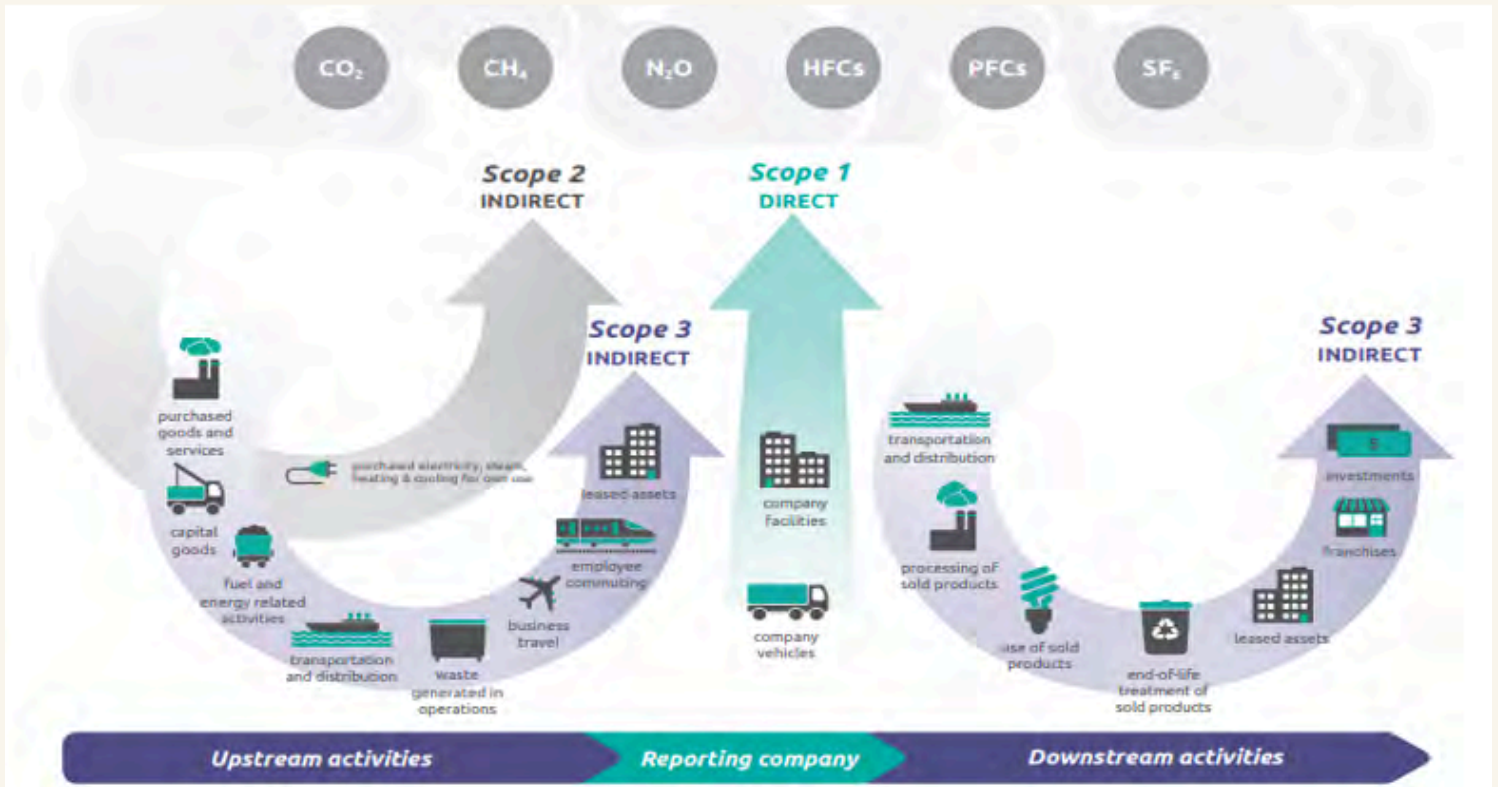 CO₂ CH₄ N₂O HFCs PFCs SF₆
Scope 2
INDIRECT
Scope 1
DIRECT
Scope 3
INDIRECT
Scope 3
INDIRECT
purchased
goods and
services
capital
goods
fuel and
energy related
activities
purchased electricity, steam,
heating & cooling for own use
transportation
and distribution
waste
generated in
operations
business
travel
employee
commuting
leased assets
company
facilities
company
vehicles
transportation
and distribution
processing of
sold products
use of sold
products
end-of-life
treatment of
sold products
leased assets
franchises
$
investments
Upstream activities
Reporting company
Downstream activities